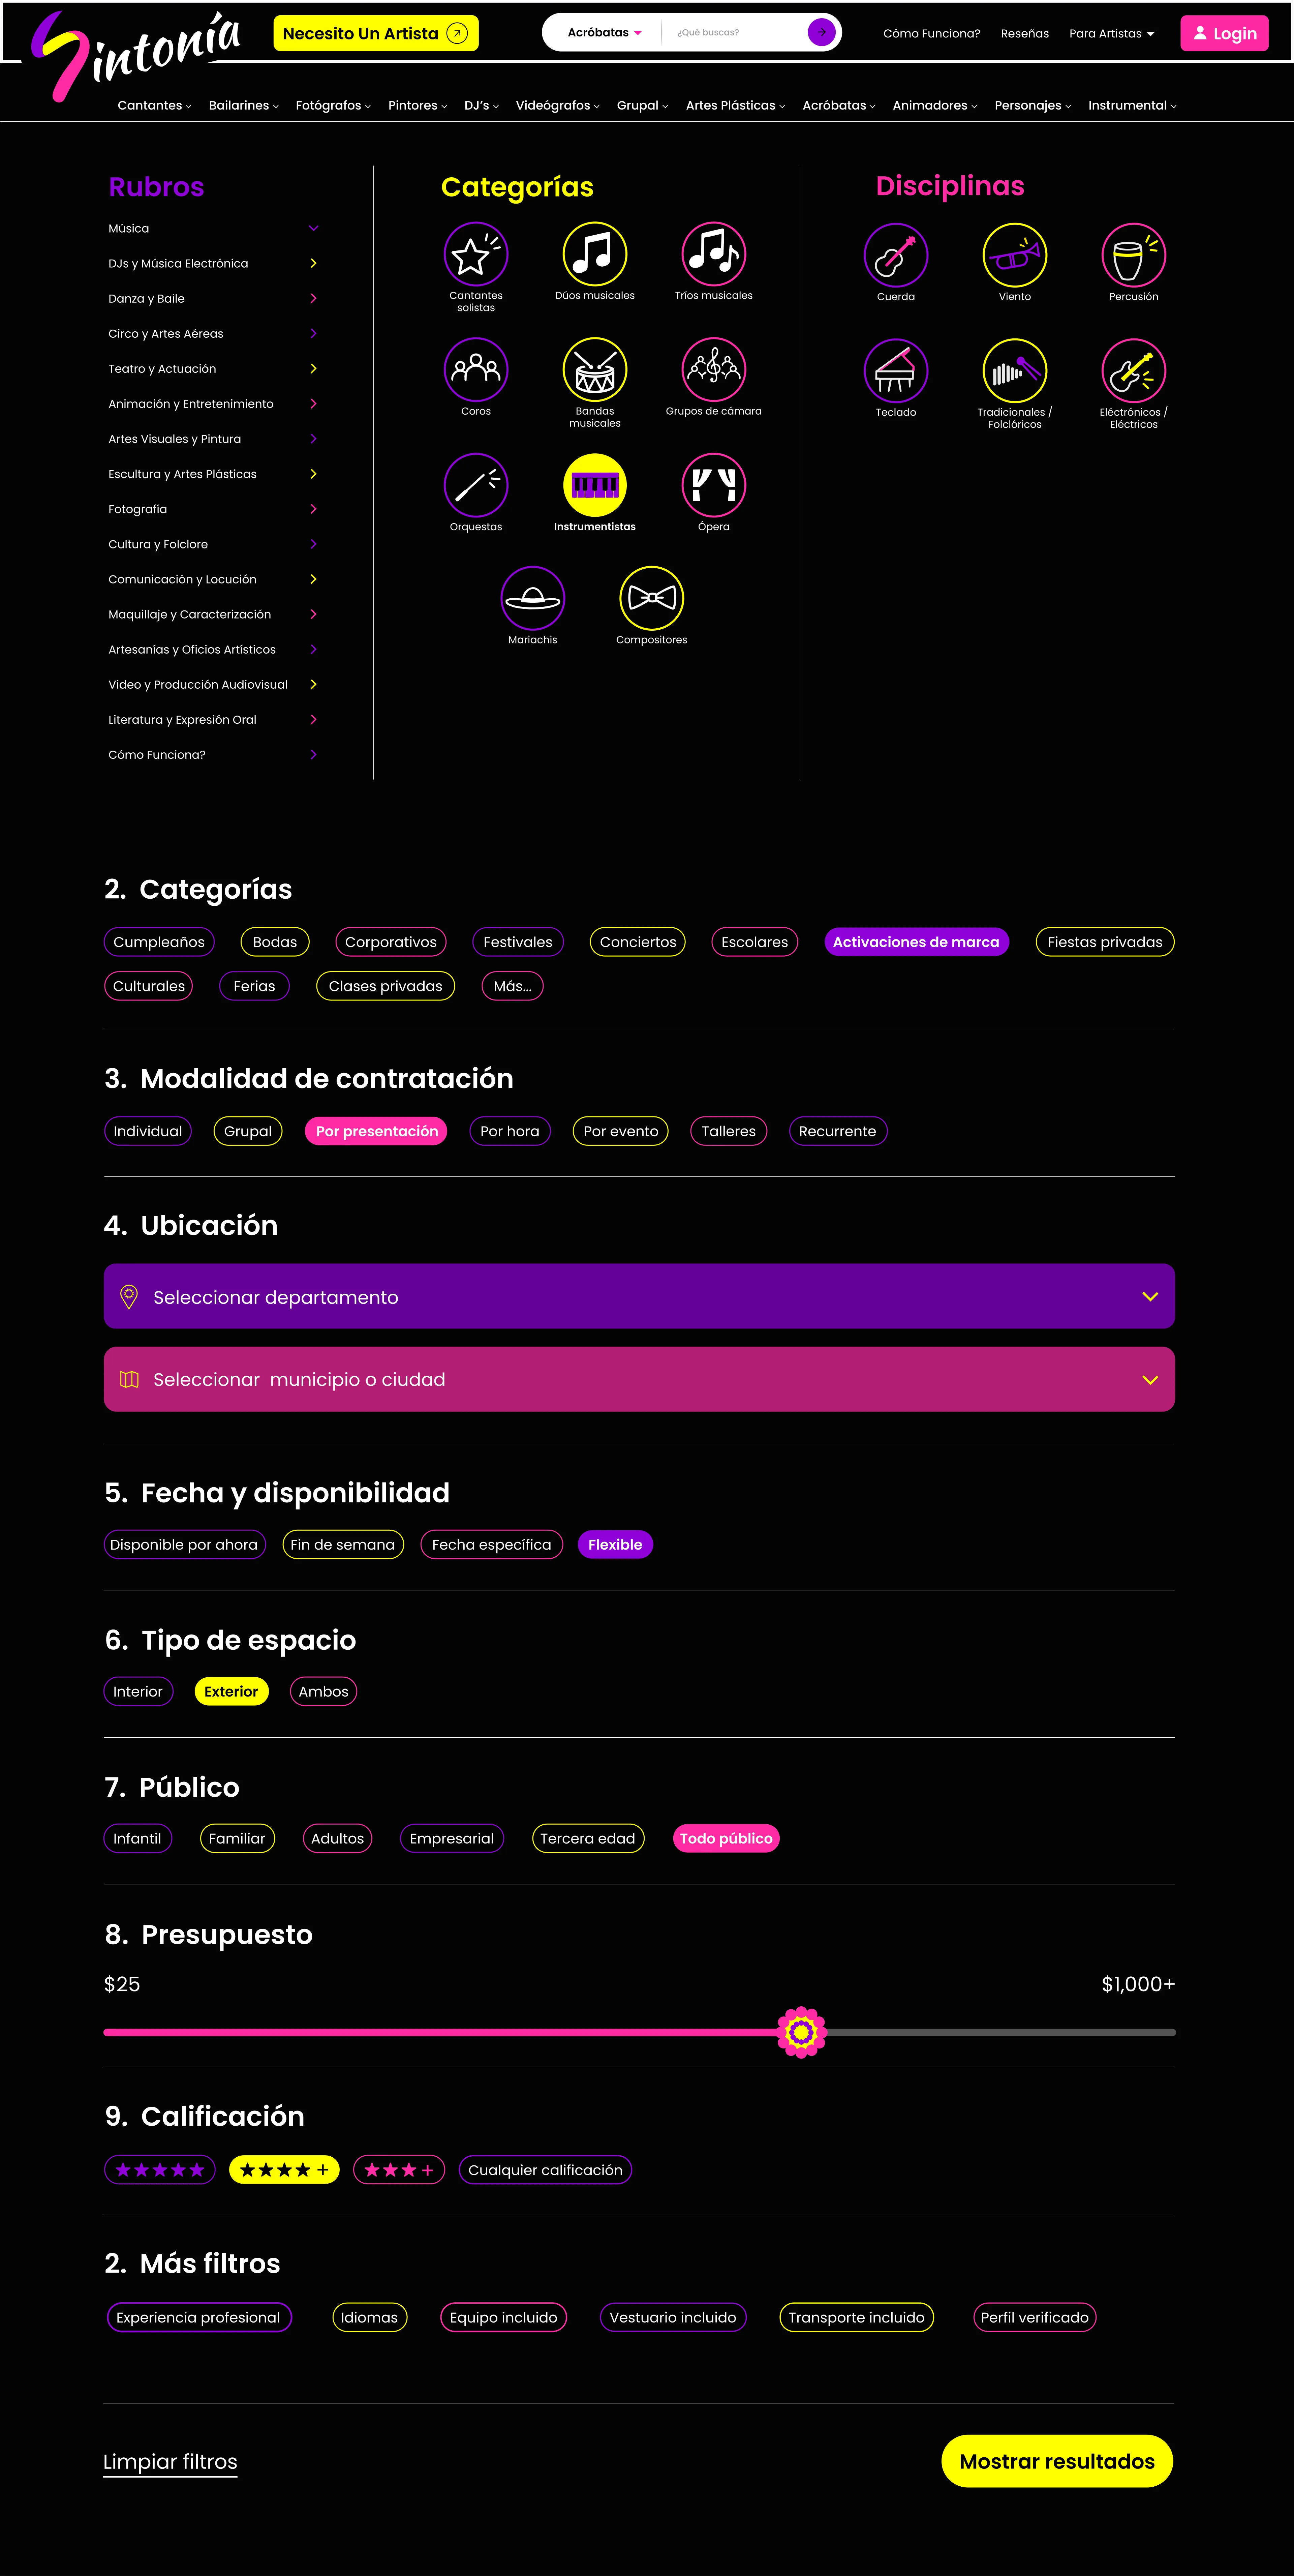 Sintonía
Necesito Un Artista
Acróbatas
¿Qué buscas?
Cómo Funciona?
Reseñas
Para Artistas
Login
Cantantes
Bailarines
Fotógrafos
Pintores
DJ's
Videógrafos
Grupal
Artes Plásticas
Acróbatas
Animadores
Personajes
Instrumental
Rubros
Música
DJs y Música Electrónica
Danza y Baile
Circo y Artes Aéreas
Teatro y Actuación
Animación y Entretenimiento
Artes Visuales y Pintura
Escultura y Artes Plásticas
Fotografía
Cultura y Folclore
Comunicación y Locución
Maquillaje y Caracterización
Artesanías y Oficios Artísticos
Video y Producción Audiovisual
Literatura y Expresión Oral
Cómo Funciona?
Categorías
Cantantes
solistas
Dúos musicales
Tríos musicales
Coros
Bandas
musicales
Grupos de cámara
Orquestas
Instrumentistas
Ópera
Mariachis
Compositores
Disciplinas
Cuerda
Viento
Percusión
Teclado
Tradicionales /
Folclóricos
Eléctrónicos /
Eléctricos
2. Categorías
Cumpleaños
Bodas
Corporativos
Festivales
Conciertos
Escolares
Activaciones de marca
Fiestas privadas
Culturales
Ferias
Clases privadas
Más...
3. Modalidad de contratación
Individual
Grupal
Por presentación
Por hora
Por evento
Talleres
Recurrente
4. Ubicación
Seleccionar departamento
Seleccionar municipio o ciudad
5. Fecha y disponibilidad
Disponible por ahora
Fin de semana
Fecha específica
Flexible
6. Tipo de espacio
Interior
Exterior
Ambos
7. Público
Infantil
Familiar
Adultos
Empresarial
Tercera edad
Todo público
8. Presupuesto
$25
$1,000+
9. Calificación
★★★★★
★★★★ +
★★★ +
Cualquier calificación
2. Más filtros
Experiencia profesional
Idiomas
Equipo incluido
Vestuario incluido
Transporte incluido
Perfil verificado
Limpiar filtros
Mostrar resultados